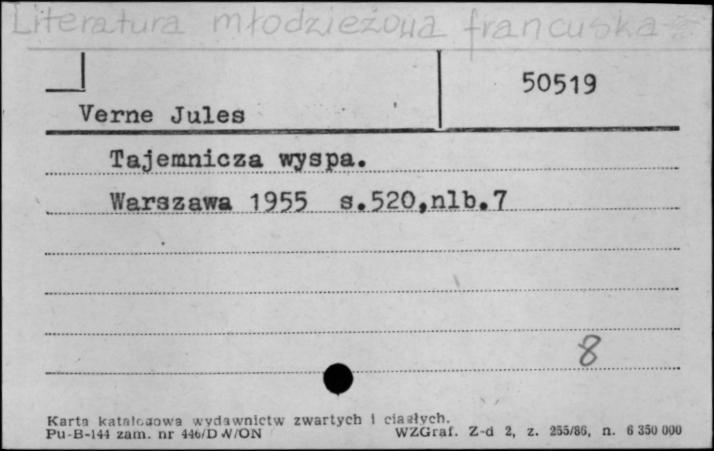 Literatura młodzieżowa francuska
50519
Verne Jules
Tajemnicza wyspa.
Warszawa 1955 s.520,nlb.7
8
Karta katalogowa wydawnictw zwartych i ciągłych.
Pu-B-144 zam. nr 446/DW/ON WZGraf. Z-d 2, z. 255/86, n. 6 350 000